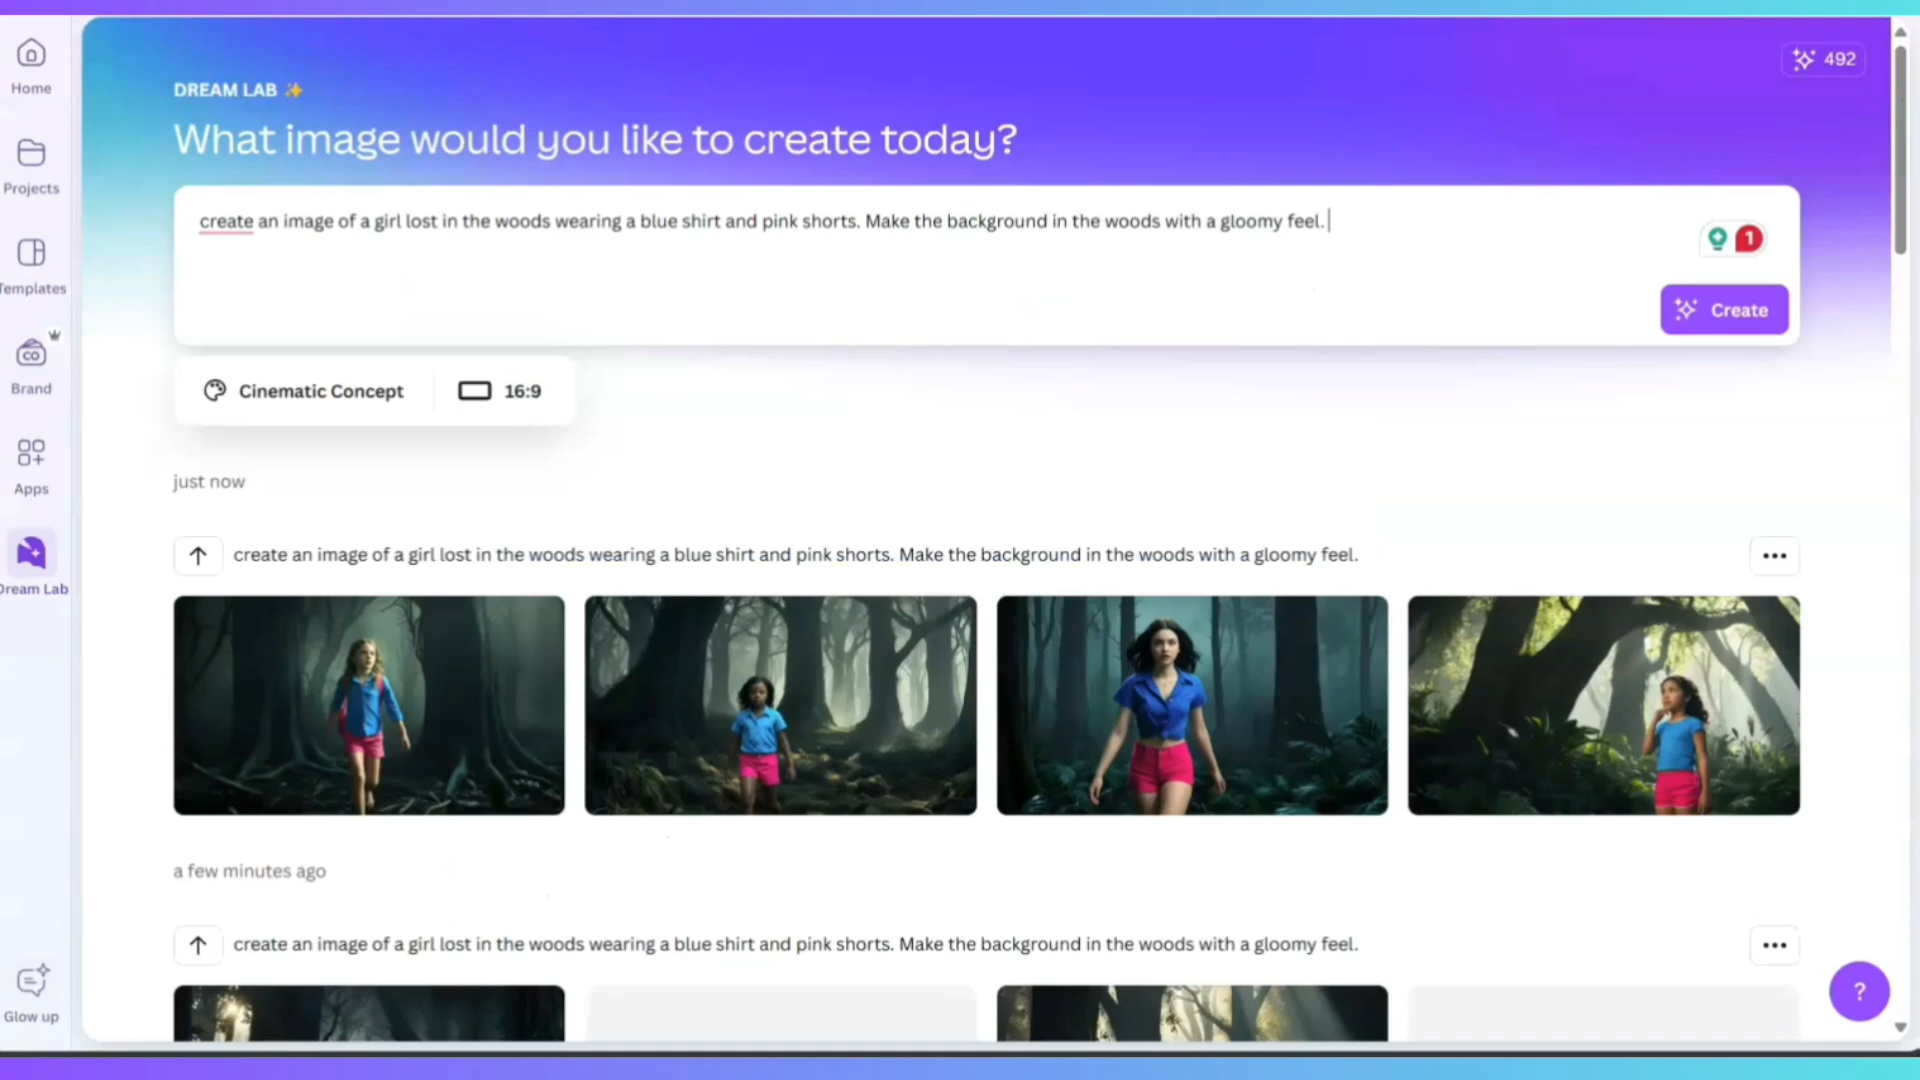 492
DREAM LAB
What image would you like to create today?
create an image of a girl lost in the woods wearing a blue shirt and pink shorts. Make the background in the woods with a gloomy feel.
1
Create
Cinematic Concept
16:9
just now
create an image of a girl lost in the woods wearing a blue shirt and pink shorts. Make the background in the woods with a gloomy feel.
a few minutes ago
create an image of a girl lost in the woods wearing a blue shirt and pink shorts. Make the background in the woods with a gloomy feel.
?
Home
Projects
Templates
CO
Brand
Apps
Dream Lab
Glow up